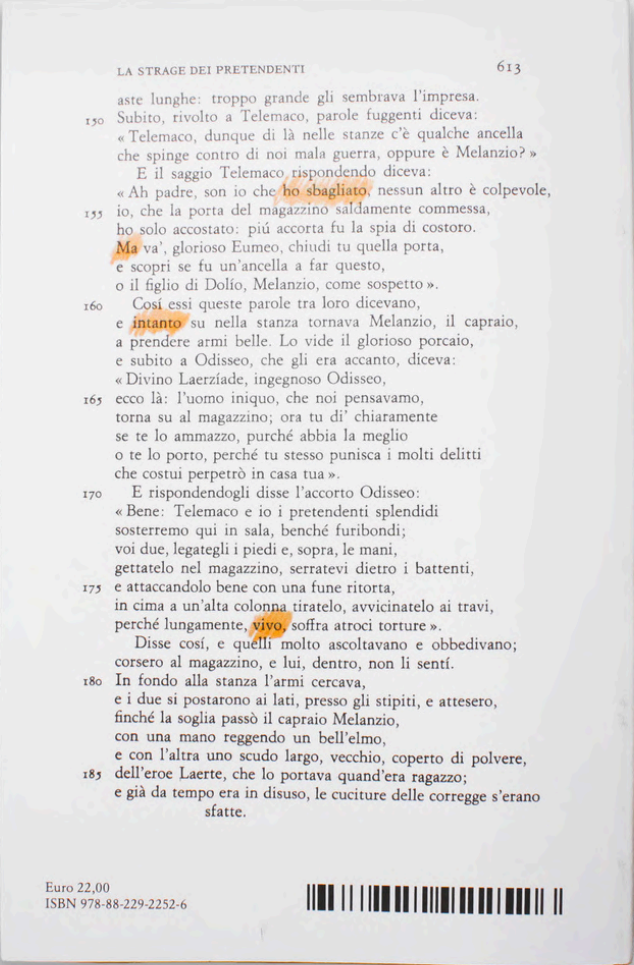 LA STRAGE DEI PRETENDENTI 613
aste lunghe: troppo grande gli sembrava l'impresa.
150 Subito, rivolto a Telemaco, parole fuggenti diceva:
« Telemaco, dunque di là nelle stanze c'è qualche ancella
che spinge contro di noi mala guerra, oppure è Melanzio? »
E il saggio Telemaco rispondendo diceva:
« Ah padre, son io che ho sbagliato, nessun altro è colpevole,
155 io, che la porta del magazzino saldamente commessa,
ho solo accostato: piú accorta fu la spia di costoro.
Ma va', glorioso Eumeo, chiudi tu quella porta,
e scopri se fu un'ancella a far questo,
o il figlio di Dolío, Melanzio, come sospetto ».
160 Cosí essi queste parole tra loro dicevano,
e intanto su nella stanza tornava Melanzio, il capraio,
a prendere armi belle. Lo vide il glorioso porcaio,
e subito a Odisseo, che gli era accanto, diceva:
« Divino Laerzíade, ingegnoso Odisseo,
165 ecco là: l'uomo iniquo, che noi pensavamo,
torna su al magazzino; ora tu di' chiaramente
se te lo ammazzo, purché abbia la meglio
o te lo porto, perché tu stesso punisca i molti delitti
che costui perpetrò in casa tua ».
170 E rispondendogli disse l'accorto Odisseo:
« Bene: Telemaco e io i pretendenti splendidi
sosterremo qui in sala, benché furibondi;
voi due, legategli i piedi e, sopra, le mani,
gettatelo nel magazzino, serratevi dietro i battenti,
175 e attaccandolo bene con una fune ritorta,
in cima a un'alta colonna tiratelo, avvicinatelo ai travi,
perché lungamente, vivo, soffra atroci torture ».
Disse cosí, e quelli molto ascoltavano e obbedivano;
corsero al magazzino, e lui, dentro, non li sentí.
180 In fondo alla stanza l'armi cercava,
e i due si postarono ai lati, presso gli stipiti, e attesero,
finché la soglia passò il capraio Melanzio,
con una mano reggendo un bell'elmo,
e con l'altra uno scudo largo, vecchio, coperto di polvere,
185 dell'eroe Laerte, che lo portava quand'era ragazzo;
e già da tempo era in disuso, le cuciture delle corregge s'erano
sfatte.
Euro 22,00
ISBN 978-88-229-2252-6